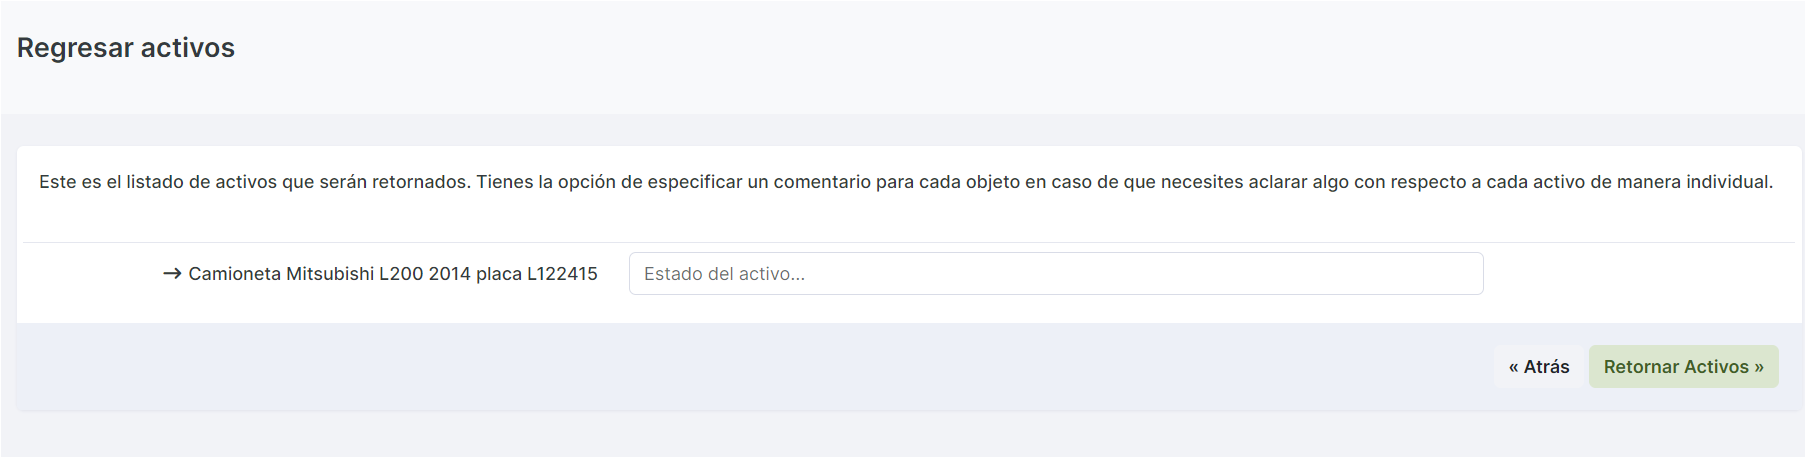 Regresar activos
Este es el listado de activos que serán retornados. Tienes la opción de especificar un comentario para cada objeto en caso de que necesites aclarar algo con respecto a cada activo de manera individual.
→ Camioneta Mitsubishi L200 2014 placa L122415 Estado del activo...
« Atrás Retornar Activos »